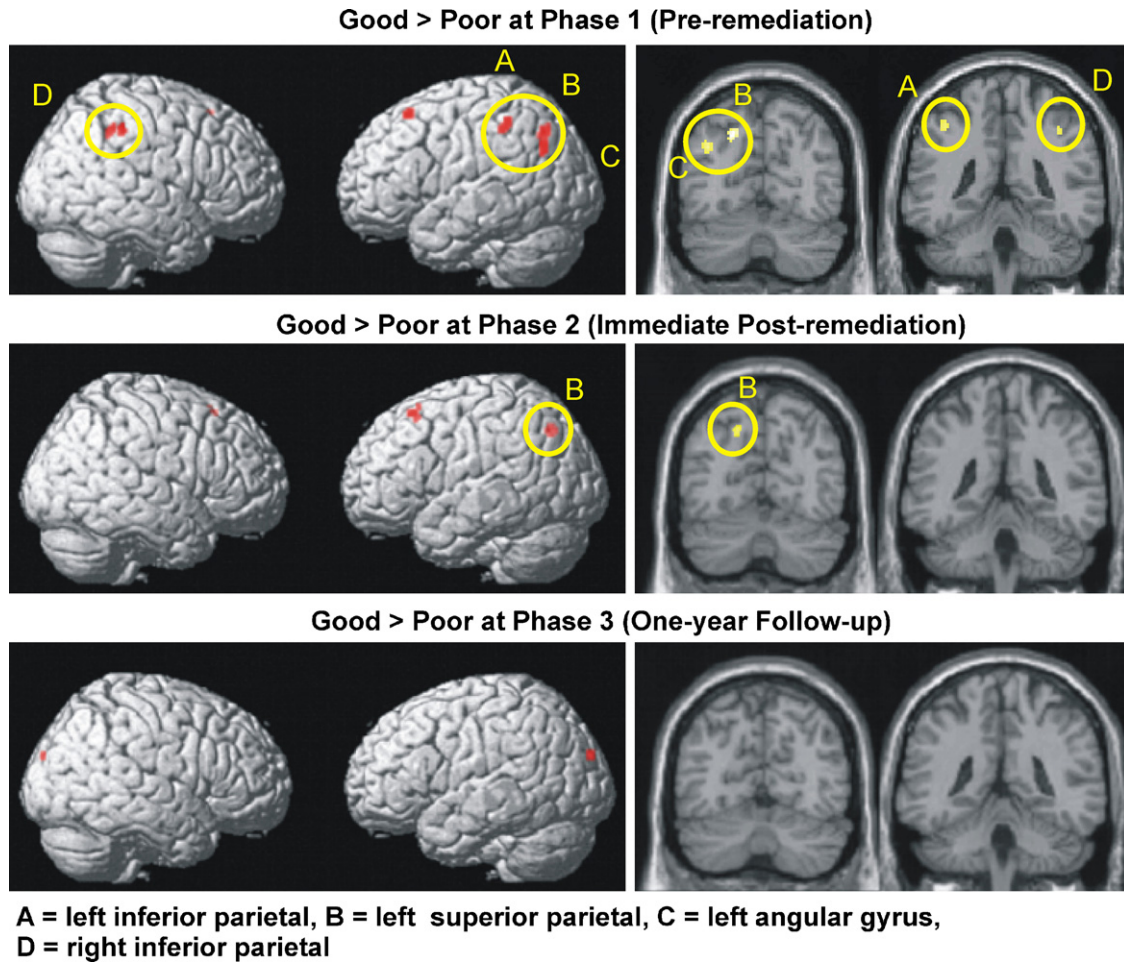 Good > Poor at Phase 1 (Pre-remediation)
A
B
D
C
B
C
A
D
Good > Poor at Phase 2 (Immediate Post-remediation)
B
B
Good > Poor at Phase 3 (One-year Follow-up)
A = left inferior parietal, B = left superior parietal, C = left angular gyrus,
D = right inferior parietal